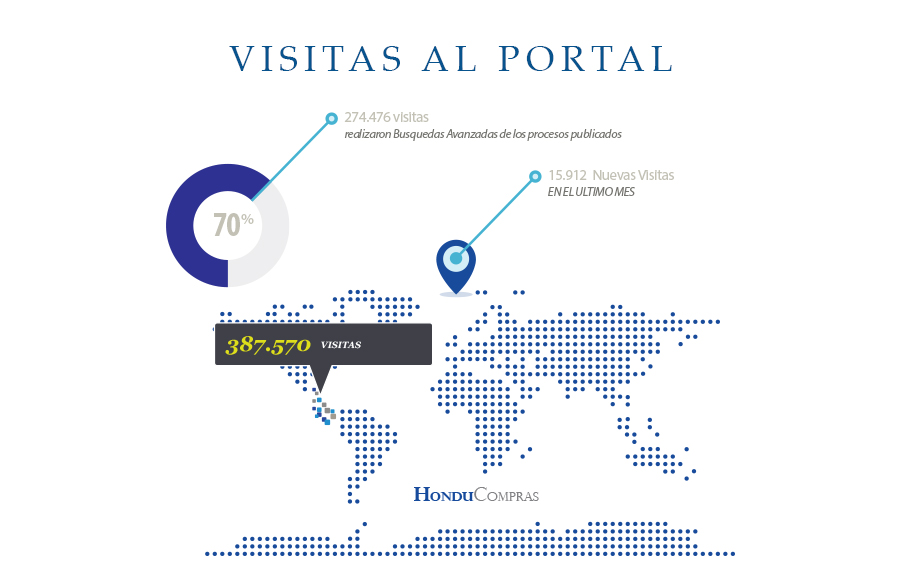 VISITAS AL PORTAL
274.476 visitas
realizaron Busquedas Avanzadas de los procesos publicados
15.912 Nuevas Visitas
EN EL ULTIMO MES
70%
387.570 VISITAS
HONDUCOMPRAS